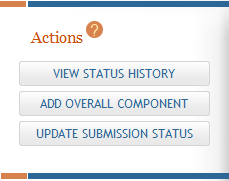 Actions ?
VIEW STATUS HISTORY
ADD OVERALL COMPONENT
UPDATE SUBMISSION STATUS